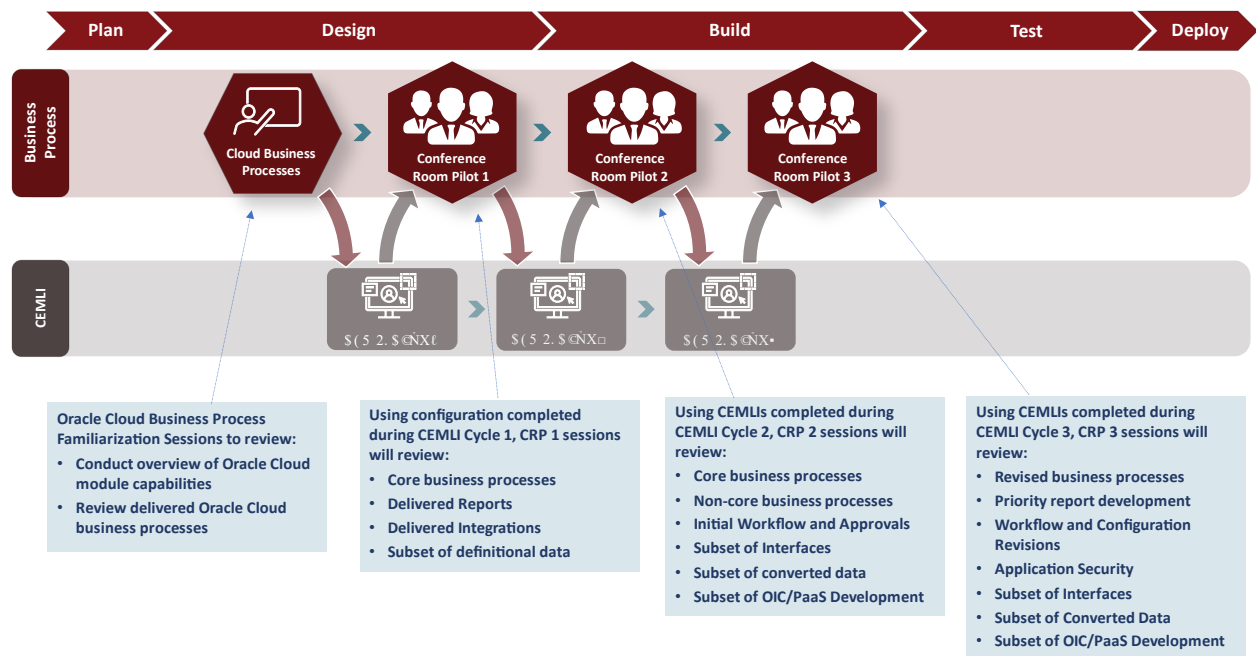 Plan
Design
Build
Test
Deploy
Business
Process
Cloud Business
Processes
Conference
Room Pilot 1
Conference
Room Pilot 2
Conference
Room Pilot 3
CEMLI
Oracle Cloud Business Process
Familiarization Sessions to review:
• Conduct overview of Oracle Cloud
module capabilities
• Review delivered Oracle Cloud
business processes
Using configuration completed
during CEMLI Cycle 1, CRP 1 sessions
will review:
• Core business processes
• Delivered Reports
• Delivered Integrations
• Subset of definitional data
Using CEMLIs completed during
CEMLI Cycle 2, CRP 2 sessions will
review:
• Core business processes
• Non-core business processes
• Initial Workflow and Approvals
• Subset of Interfaces
• Subset of converted data
• Subset of OIC/PaaS Development
Using CEMLIs completed during
CEMLI Cycle 3, CRP 3 sessions will
review:
• Revised business processes
• Priority report development
• Workflow and Configuration
Revisions
• Application Security
• Subset of Interfaces
• Subset of Converted Data
• Subset of OIC/PaaS Development